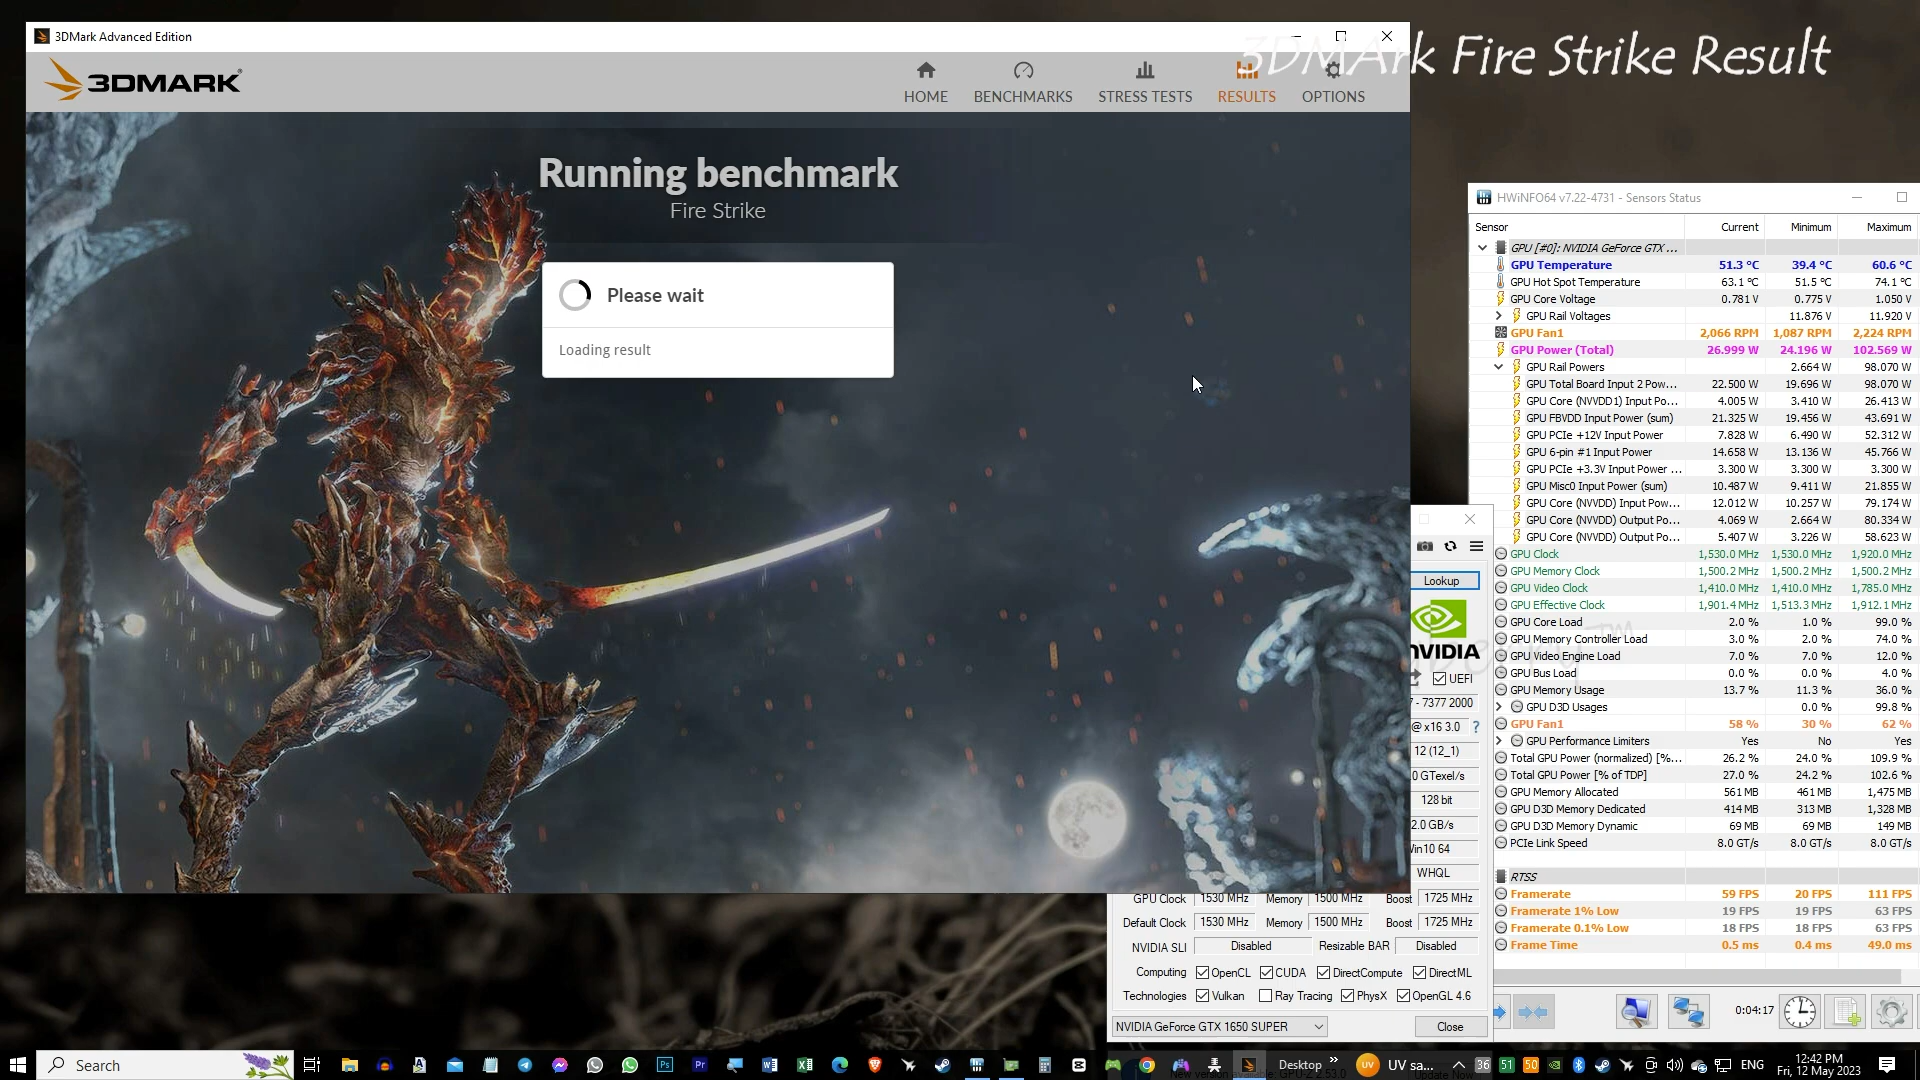 3DMark Advanced Edition
3DMArk Fire Strike Result
3DMARK
HOME
BENCHMARKS
STRESS TESTS
RESULTS
OPTIONS
Running benchmark
Fire Strike
Please wait
Loading result
HWiNFO64 v7.22-4731 - Sensors Status
Sensor Current Minimum Maximum
GPU [#0]: NVIDIA GeForce GTX ...
GPU Temperature 51.3 °C 39.4 °C 60.6 °C
GPU Hot Spot Temperature 63.1 °C 51.5 °C 74.1 °C
GPU Core Voltage 0.781 V 0.775 V 1.050 V
GPU Rail Voltages 11.876 V 11.920 V
GPU Fan1 2,066 RPM 1,087 RPM 2,224 RPM
GPU Power (Total) 26.999 W 24.196 W 102.569 W
GPU Rail Powers 2.664 W 98.070 W
GPU Total Board Input 2 Pow... 22.500 W 19.696 W 98.070 W
GPU Core (NVVDD1) Input Po... 4.005 W 3.410 W 26.413 W
GPU FBVDD Input Power (sum) 21.325 W 19.456 W 43.691 W
GPU PCIe +12V Input Power 7.828 W 6.490 W 52.312 W
GPU 6-pin #1 Input Power 14.658 W 13.136 W 45.766 W
GPU PCIe +3.3V Input Power ... 3.300 W 3.300 W 3.300 W
GPU Misc0 Input Power (sum) 10.487 W 9.411 W 21.855 W
GPU Core (NVVDD) Input Pow... 12.012 W 10.257 W 79.174 W
GPU Core (NVVDD) Output Po... 4.069 W 2.664 W 80.334 W
GPU Core (NVVDD) Output Po... 5.407 W 3.226 W 58.623 W
GPU Clock 1,530.0 MHz 1,530.0 MHz 1,920.0 MHz
GPU Memory Clock 1,500.2 MHz 1,500.2 MHz 1,500.2 MHz
GPU Video Clock 1,410.0 MHz 1,410.0 MHz 1,785.0 MHz
GPU Effective Clock 1,901.4 MHz 1,513.3 MHz 1,912.1 MHz
GPU Core Load 2.0 % 1.0 % 99.0 %
GPU Memory Controller Load 3.0 % 2.0 % 74.0 %
GPU Video Engine Load 7.0 % 7.0 % 12.0 %
GPU Bus Load 0.0 % 0.0 % 4.0 %
GPU Memory Usage 13.7 % 11.3 % 36.0 %
GPU D3D Usages 0.0 % 99.8 %
GPU Fan1 58 % 30 % 62 %
GPU Performance Limiters Yes No Yes
Total GPU Power (normalized) [%... 26.2 % 24.0 % 109.9 %
Total GPU Power [% of TDP] 27.0 % 24.2 % 102.6 %
GPU Memory Allocated 561 MB 461 MB 1,475 MB
GPU D3D Memory Dedicated 414 MB 313 MB 1,328 MB
GPU D3D Memory Dynamic 69 MB 69 MB 149 MB
PCIe Link Speed 8.0 GT/s 8.0 GT/s 8.0 GT/s
RTSS
Framerate 59 FPS 20 FPS 111 FPS
Framerate 1% Low 19 FPS 19 FPS 63 FPS
Framerate 0.1% Low 18 FPS 18 FPS 63 FPS
Frame Time 0.5 ms 0.4 ms 49.0 ms
0:04:17
Lookup
NVIDIA
UEFI
7 - 7377 2000
@ x16 3.0 ?
12 (12_1)
0 GTexel/s
128 bit
2.0 GB/s
Win10 64
WHQL
GPU Clock 1530 MHz Memory 1500 MHz Boost 1725 MHz
Default Clock 1530 MHz Memory 1500 MHz Boost 1725 MHz
NVIDIA SLI Disabled Resizable BAR Disabled
Computing OpenCL CUDA DirectCompute DirectML
Technologies Vulkan Ray Tracing PhysX OpenGL 4.6
NVIDIA GeForce GTX 1650 SUPER Close
Search
Desktop
UV sa...
36 51 50
ENG
12:42 PM
Fri, 12 May 2023